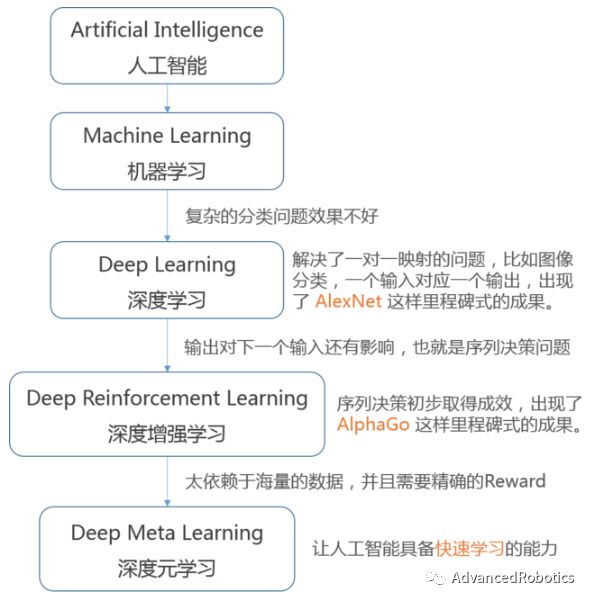 Artificial Intelligence
人工智能
Machine Learning
机器学习
复杂的分类问题效果不好
Deep Learning
深度学习
解决了一对一映射的问题，比如图像
分类，一个输入对应一个输出，出现
了 AlexNet 这样里程碑式的成果。
输出对下一个输入还有影响，也就是序列决策问题
Deep Reinforcement Learning
深度增强学习
序列决策初步取得成效，出现了
AlphaGo 这样里程碑式的成果。
太依赖于海量的数据，并且需要精确的Reward
Deep Meta Learning
深度元学习
让人工智能具备快速学习的能力
AdvancedRobotics